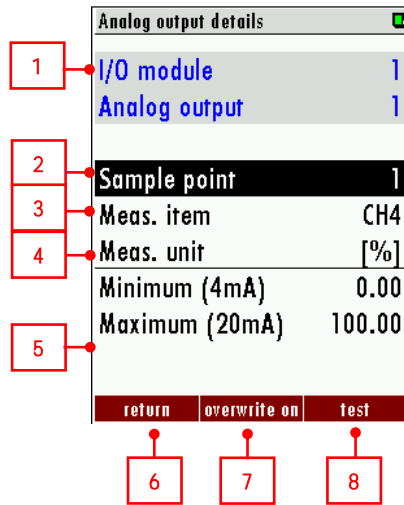 Analog output details
1 I/O module 1
Analog output 1
2 Sample point 1
3 Meas. item CH4
4 Meas. unit [%]
Minimum (4mA) 0.00
Maximum (20mA) 100.00
5
return overwrite on test
6 7 8